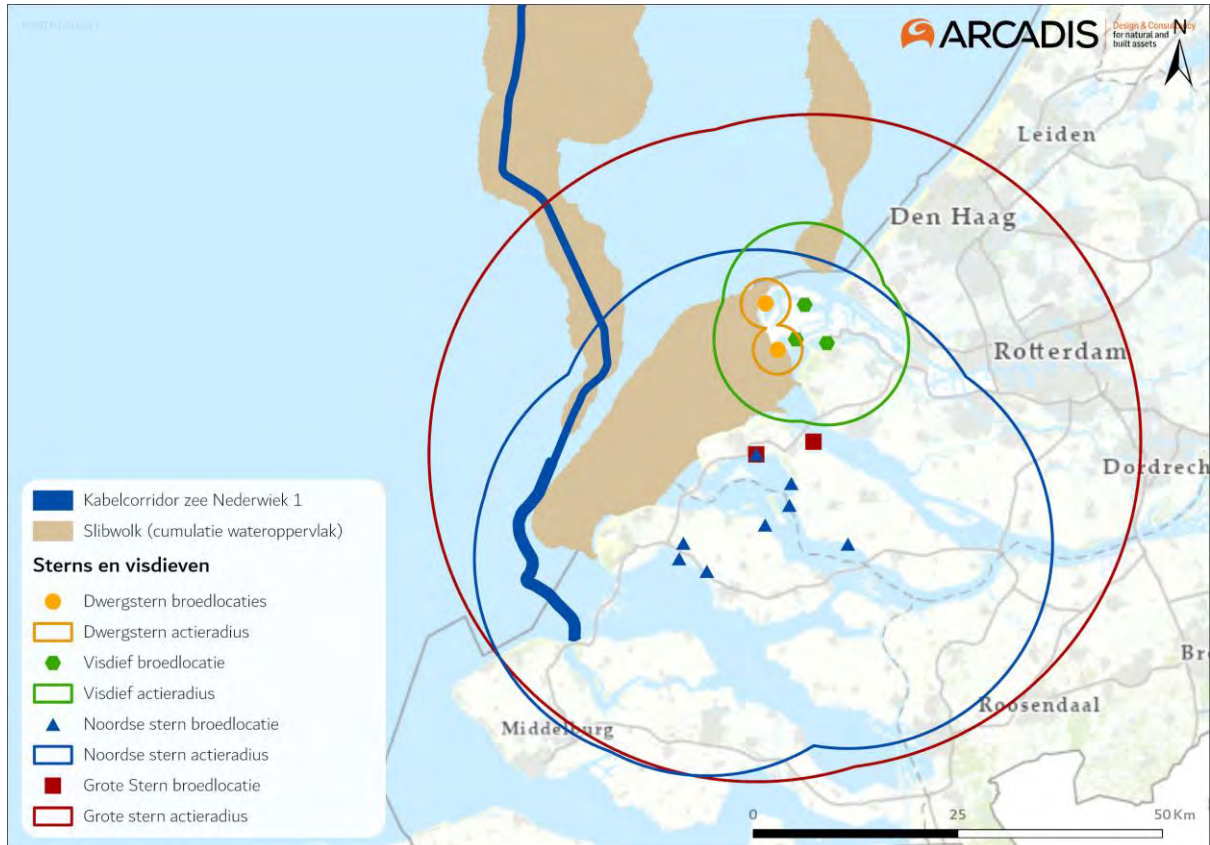 ARCADIS
Design & Consultancy
for natural and
built assets
N
Leiden
Den Haag
Rotterdam
Dordrech
Kabelcorridor zee Nederwiek 1
Slibwolk (cumulatie wateroppervlak)
Sterns en visdieven
Dwergstern broedlocaties
Dwergstern actieradius
Visdief broedlocatie
Visdief actieradius
Noordse stern broedlocatie
Noordse stern actieradius
Grote Stern broedlocatie
Grote stern actieradius
Br
Roosendaal
Middelburg
0
25
50 Km